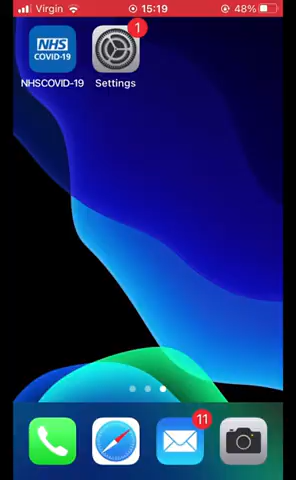 Virgin 15:19 48%
1
NHS
COVID-19
NHSCOVID-19 Settings
11